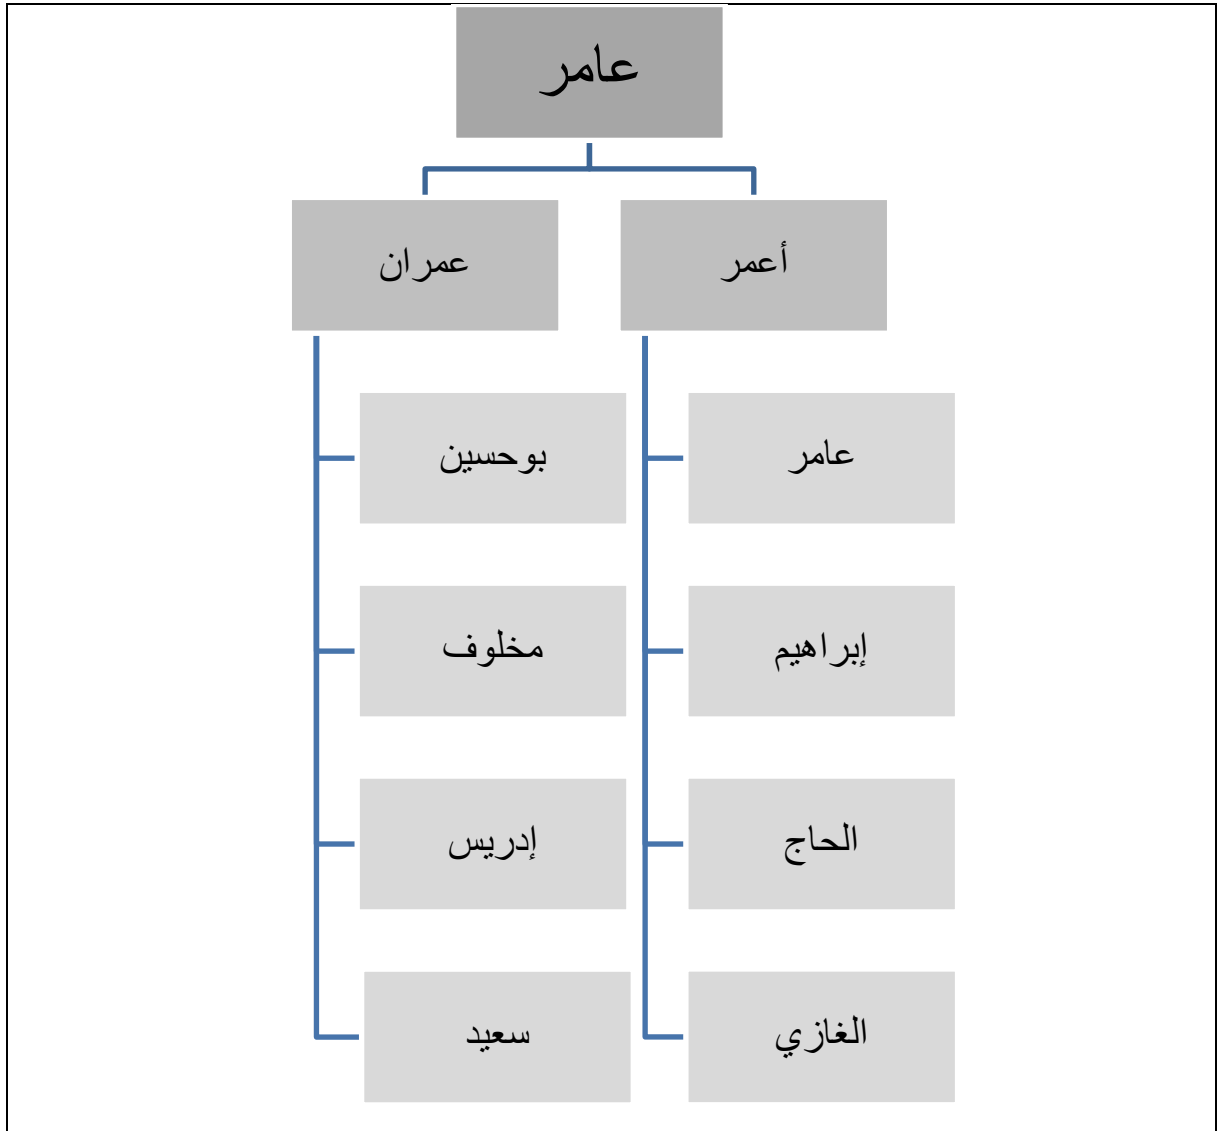 عامر
أعمر
عمران
عامر
بوحسين
إبراهيم
مخلوف
الحاج
إدريس
الغازي
سعيد